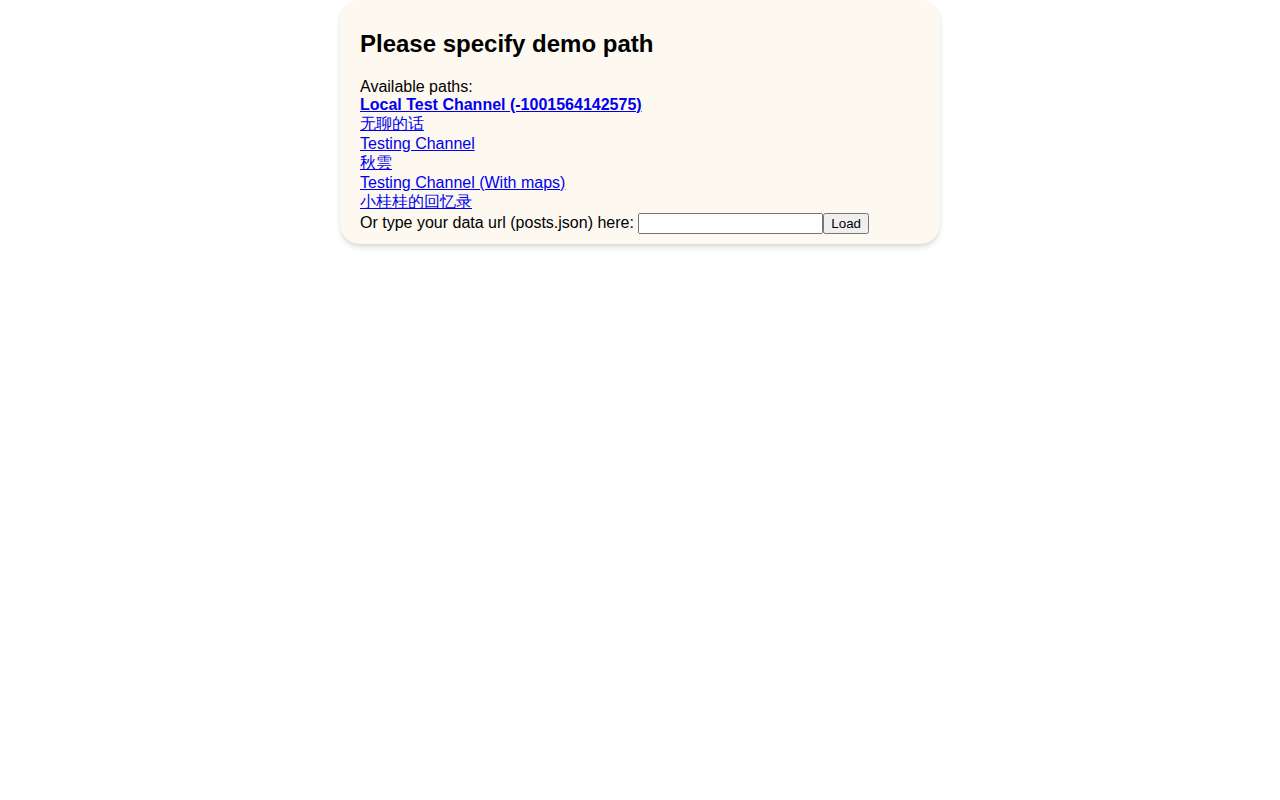 Please specify demo path
Available paths:
Local Test Channel (-1001564142575)
无聊的话
Testing Channel
秋雲
Testing Channel (With maps)
小桂桂的回忆录
Or type your data url (posts.json) here: Load